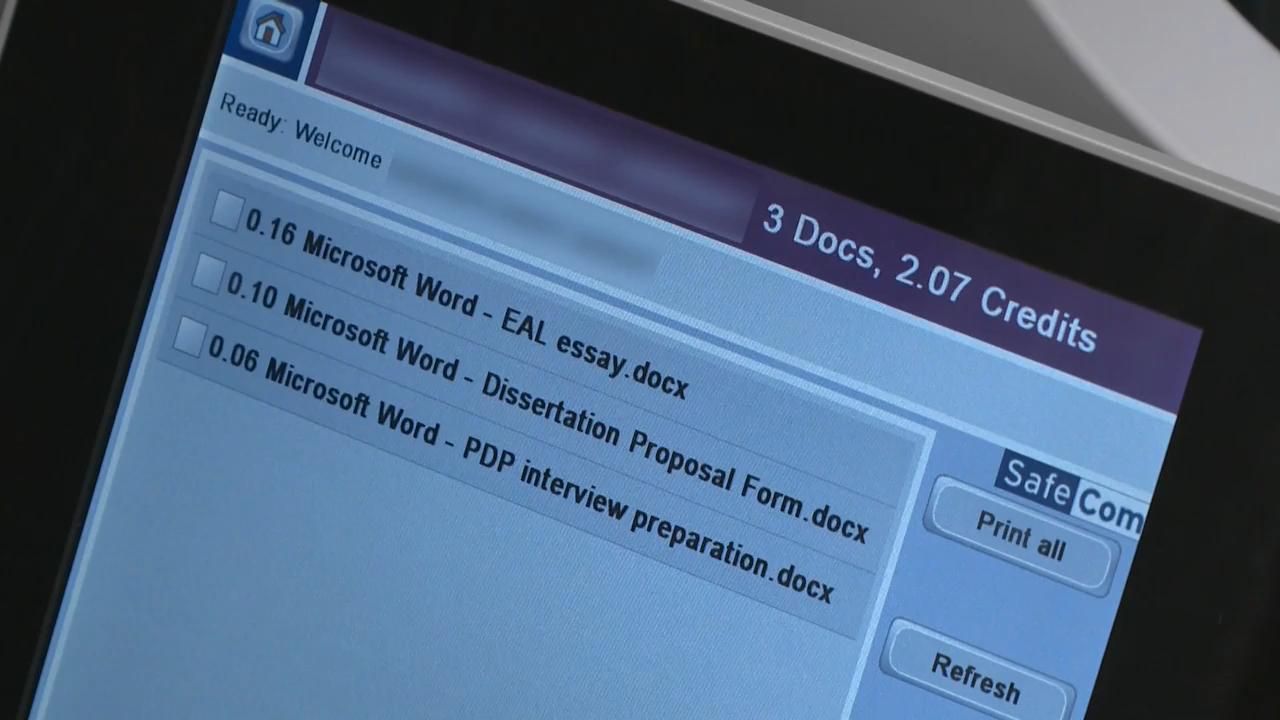 3 Docs, 2.07 Credits
Ready: Welcome
0.16 Microsoft Word - EAL essay.docx
0.10 Microsoft Word - Dissertation Proposal Form.docx
0.06 Microsoft Word - PDP interview preparation.docx
SafeCom
Print all
Refresh